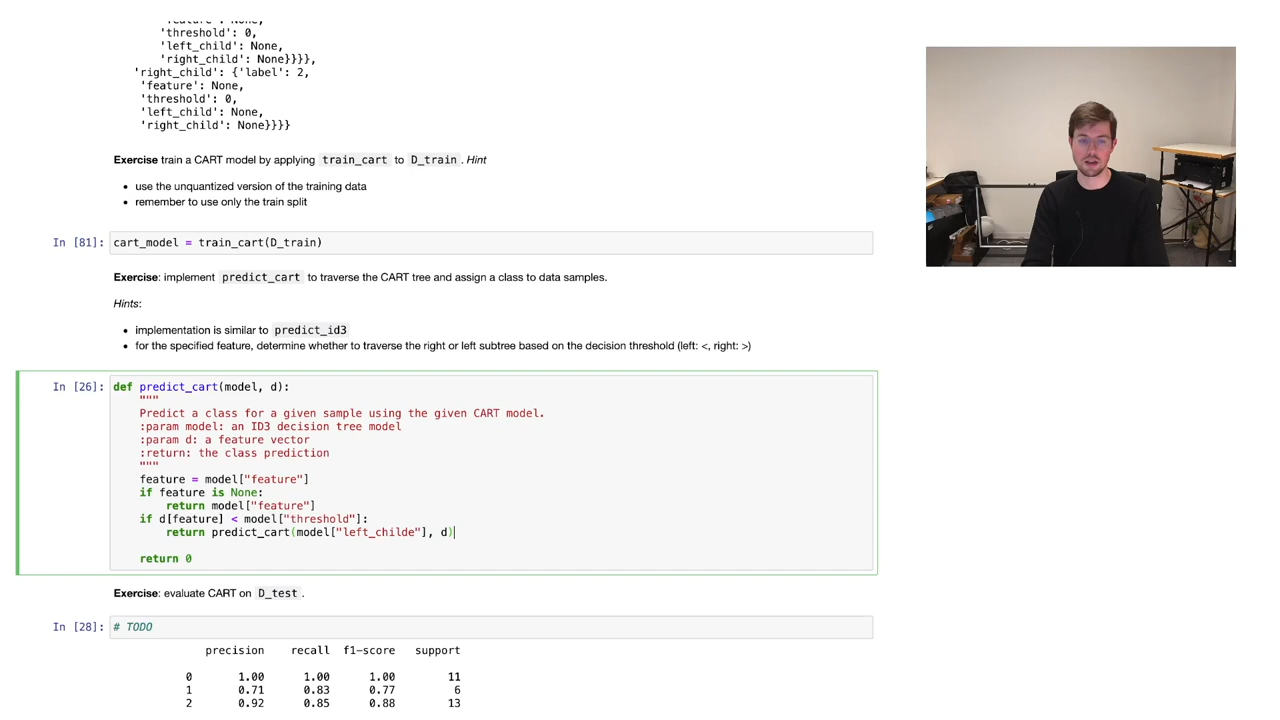 'threshold': 0,
'left_child': None,
'right_child': None}}}},
'right_child': {'label': 2,
'feature': None,
'threshold': 0,
'left_child': None,
'right_child': None}}}}
Exercise train a CART model by applying train_cart to D_train . Hint
• use the unquantized version of the training data
• remember to use only the train split
In [81]: cart_model = train_cart(D_train)
Exercise: implement predict_cart to traverse the CART tree and assign a class to data samples.
Hints:
• implementation is similar to predict_id3
• for the specified feature, determine whether to traverse the right or left subtree based on the decision threshold (left: <, right: >)
In [26]: def predict_cart(model, d):
"""
Predict a class for a given sample using the given CART model.
:param model: an ID3 decision tree model
:param d: a feature vector
:return: the class prediction
"""
feature = model["feature"]
if feature is None:
return model["feature"]
if d[feature] < model["threshold"]:
return predict_cart(model["left_childe"], d)
return 0
Exercise: evaluate CART on D_test .
In [28]: # TODO
precision recall f1-score support
0 1.00 1.00 1.00 11
1 0.71 0.83 0.77 6
2 0.92 0.85 0.88 13